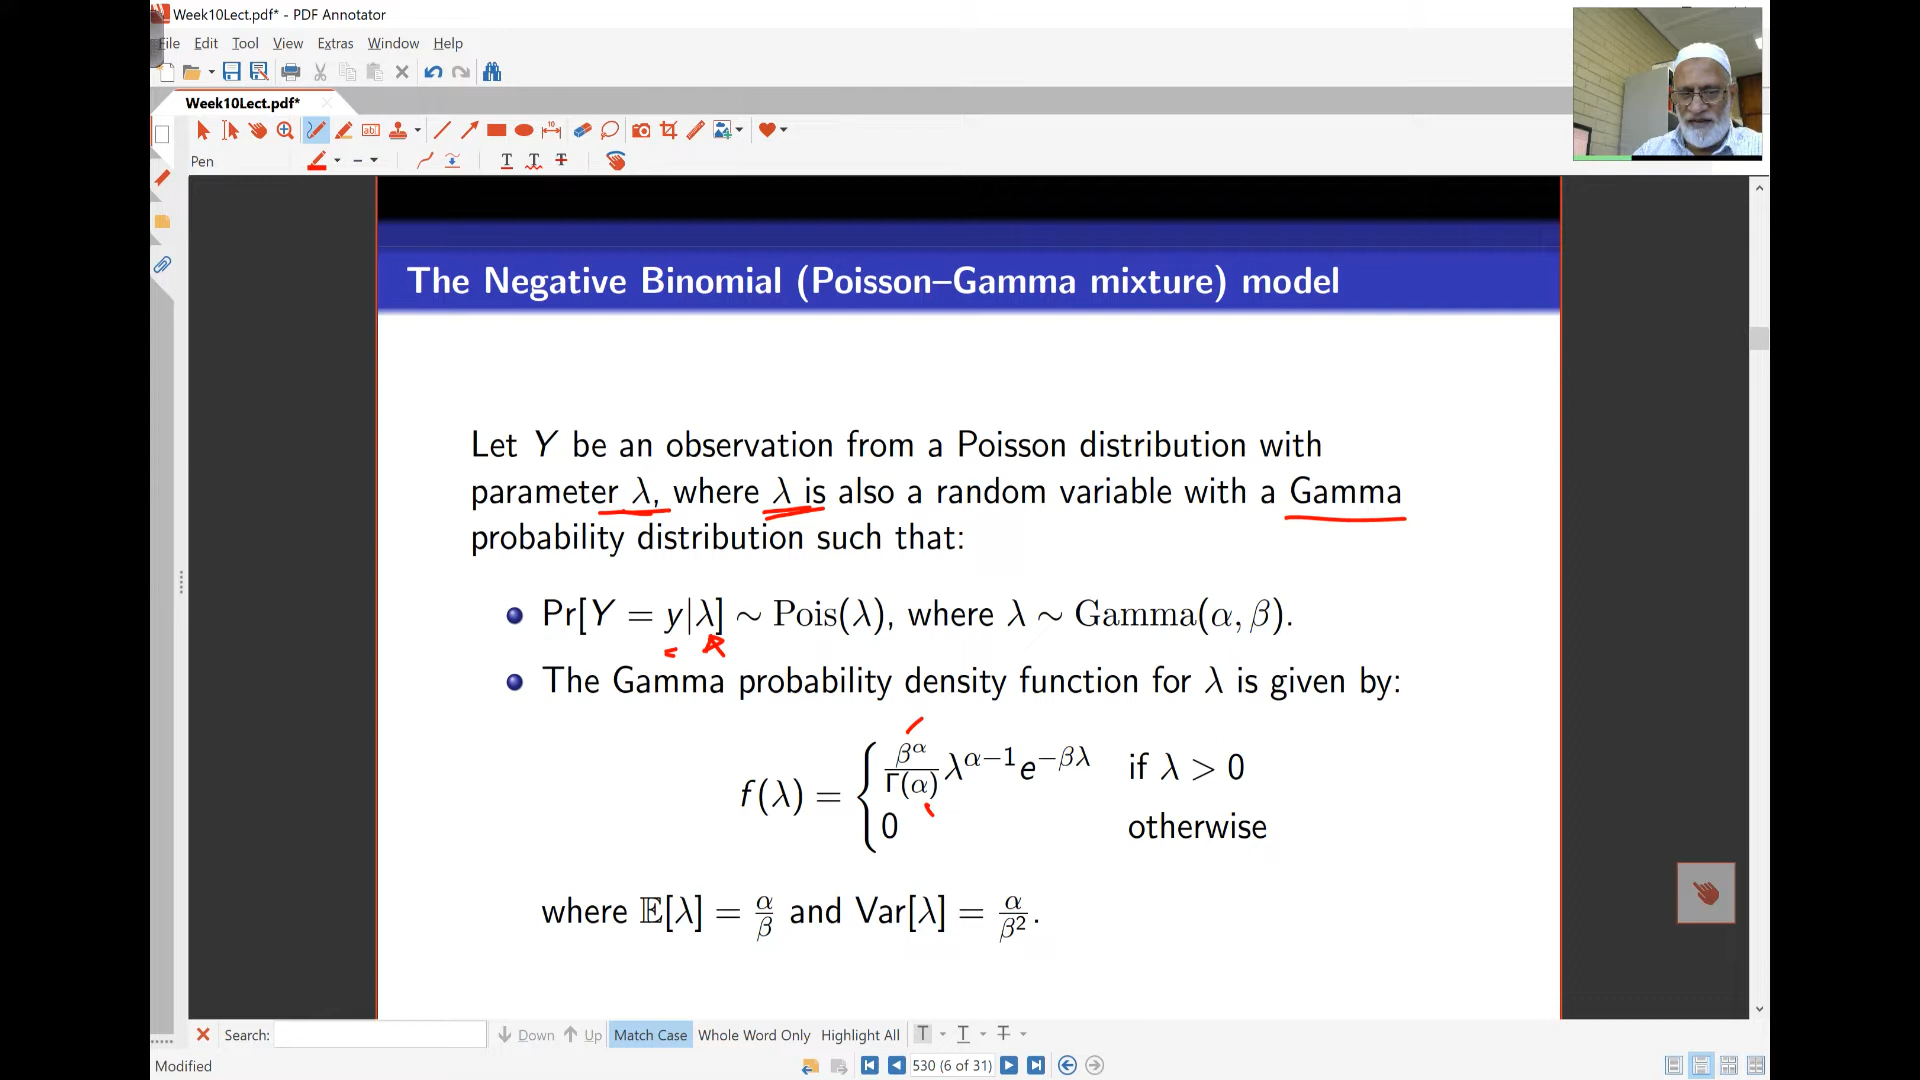 Week10Lect.pdf* - PDF Annotator
File Edit Tool View Extras Window Help
Week10Lect.pdf*
Pen
The Negative Binomial (Poisson–Gamma mixture) model
Let Y be an observation from a Poisson distribution with
parameter λ, where λ is also a random variable with a Gamma
probability distribution such that:
Pr[Y = y|λ] ∼ Pois(λ), where λ ∼ Gamma(α, β).
The Gamma probability density function for λ is given by:
f(λ) = { β^α/Γ(α) λ^{α−1} e^{−βλ} if λ > 0
0 otherwise
where 𝔼[λ] = α/β and Var[λ] = α/β².
Search: Down Up Match Case Whole Word Only Highlight All
Modified 530 (6 of 31)